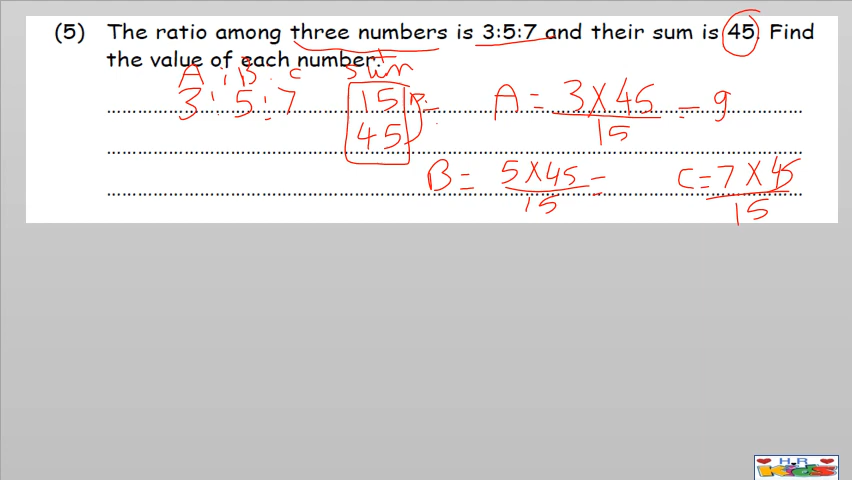 (5) The ratio among three numbers is 3:5:7 and their sum is 45. Find
the value of each number.
A : B : C sum
3 : 5 : 7 15 A = 3 X 45 / 15 = 9
45
B = 5 X 45 / 15 = C = 7 X 45 / 15
H.R
KiDS